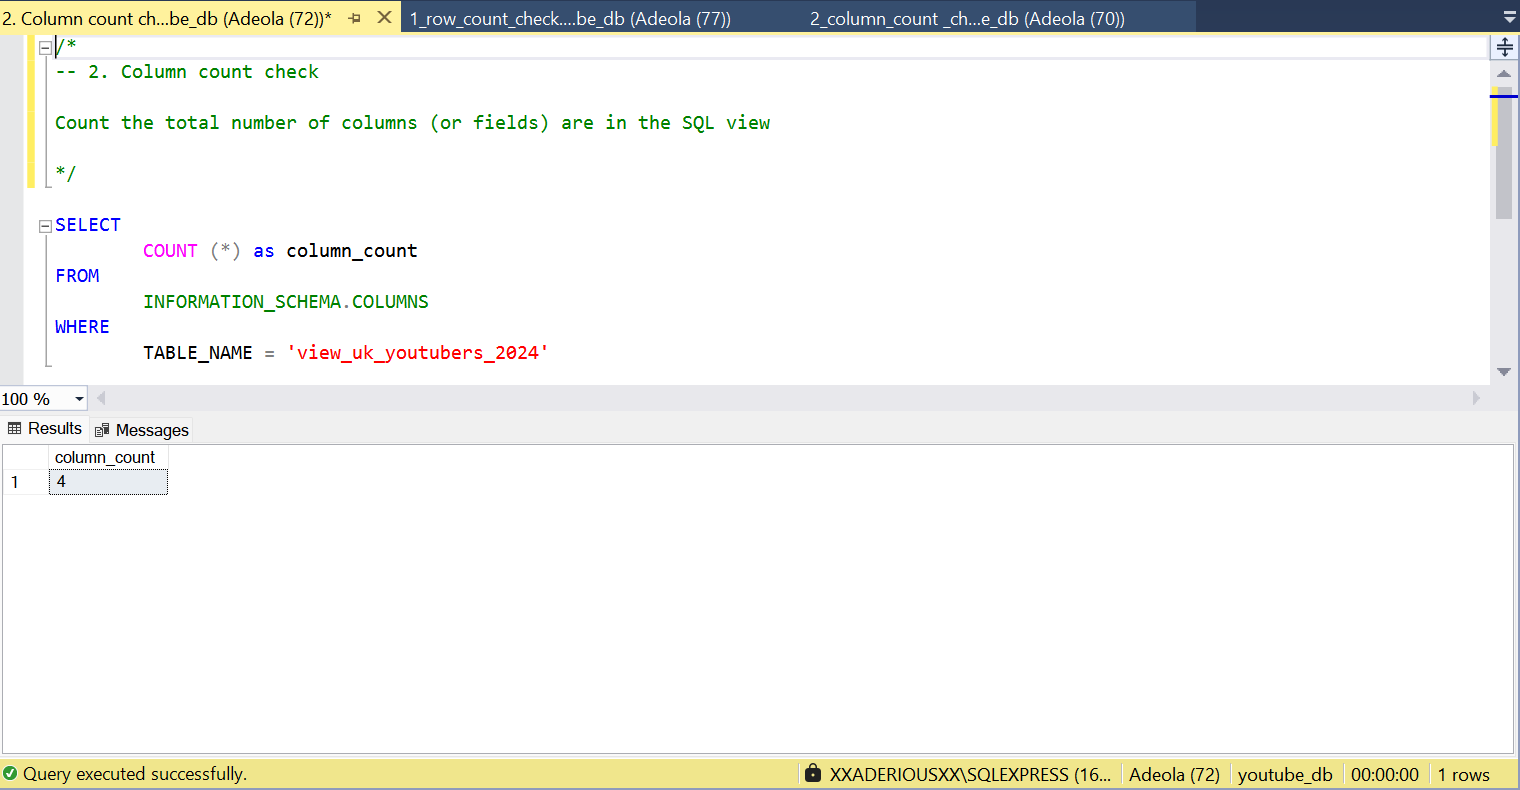 2. Column count ch...be_db (Adeola (72))* 1_row_count_check....be_db (Adeola (77)) 2_column_count _ch...e_db (Adeola (70))
/*
-- 2. Column count check
Count the total number of columns (or fields) are in the SQL view
*/
SELECT
COUNT (*) as column_count
FROM
INFORMATION_SCHEMA.COLUMNS
WHERE
TABLE_NAME = 'view_uk_youtubers_2024'
100 %
Results Messages
column_count
1 4
Query executed successfully. XXADERIOUSXX\SQLEXPRESS (16... Adeola (72) youtube_db 00:00:00 1 rows